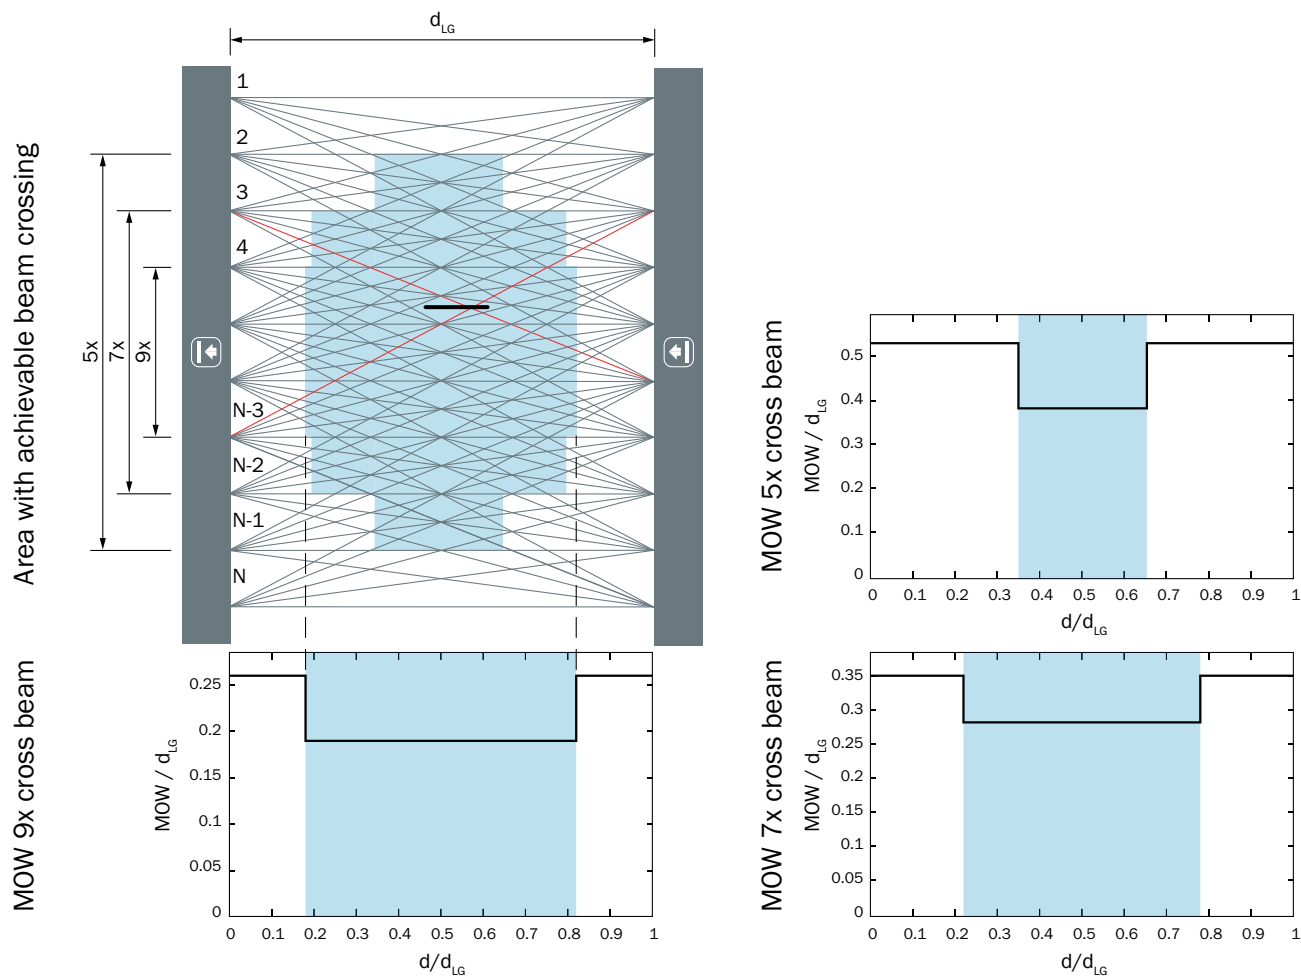 d_LG
Area with achievable beam crossing
5x
7x
9x
1
2
3
4
N-3
N-2
N-1
N
MOW 5x cross beam
MOW / d_LG
0.5
0.4
0.3
0.2
0.1
0
0 0.1 0.2 0.3 0.4 0.5 0.6 0.7 0.8 0.9 1
d/d_LG
MOW 9x cross beam
MOW / d_LG
0.25
0.2
0.15
0.1
0.05
0
0 0.1 0.2 0.3 0.4 0.5 0.6 0.7 0.8 0.9 1
d/d_LG
MOW 7x cross beam
MOW / d_LG
0.35
0.3
0.25
0.2
0.15
0.1
0.05
0
0 0.1 0.2 0.3 0.4 0.5 0.6 0.7 0.8 0.9 1
d/d_LG